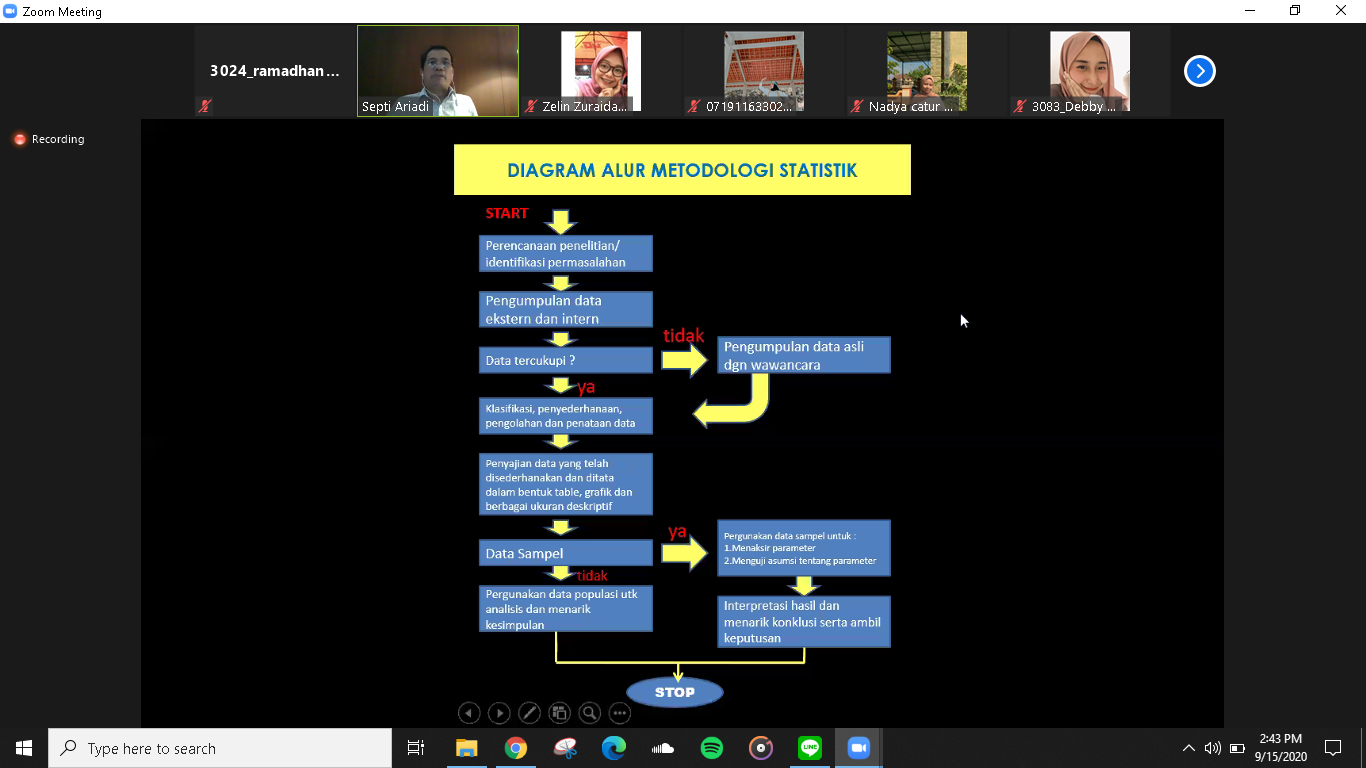 Zoom Meeting
3024_ramadhan ...
Septi Ariadi
Zelin Zuraida...
07191163302...
Nadya catur ...
3083_Debby ...
Recording
DIAGRAM ALUR METODOLOGI STATISTIK
START
Perencanaan penelitian/
identifikasi permasalahan
Pengumpulan data
ekstern dan intern
tidak
Data tercukupi ?
Pengumpulan data asli
dgn wawancara
ya
Klasifikasi, penyederhanaan,
pengolahan dan penataan data
Penyajian data yang telah
disederhanakan dan ditata
dalam bentuk table, grafik dan
berbagai ukuran deskriptif
ya
Data Sampel
Pergunakan data sampel untuk :
1.Menaksir parameter
2.Menguji asumsi tentang parameter
tidak
Pergunakan data populasi utk
analisis dan menarik
kesimpulan
Interpretasi hasil dan
menarik konklusi serta ambil
keputusan
STOP
Type here to search
LINE
2:43 PM
9/15/2020